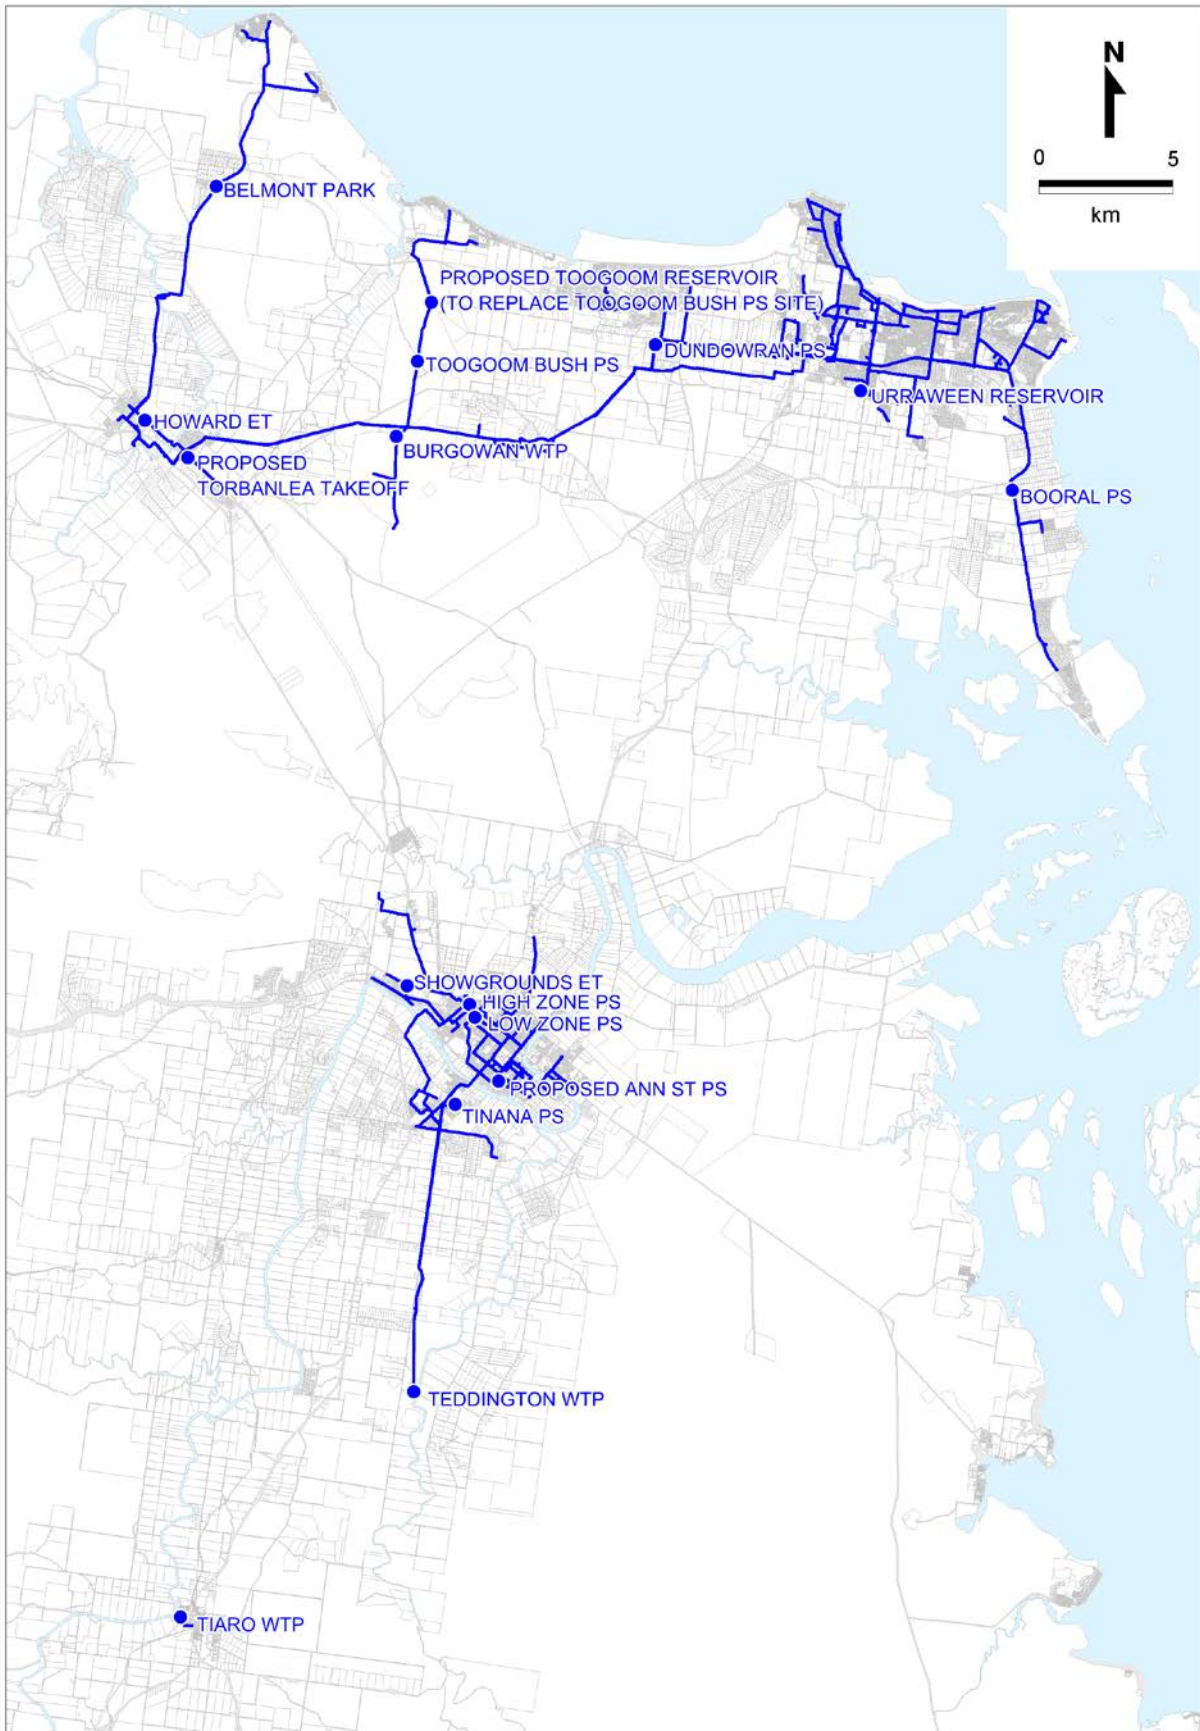 N
0 5
km
BELMONT PARK
PROPOSED TOOGOOM RESERVOIR
(TO REPLACE TOOGOOM BUSH PS SITE)
DUNDOWRAN PS
TOOGOOM BUSH PS
URRAWEEN RESERVOIR
HOWARD ET
BURGOWAN WTP
PROPOSED
TORBANLEA TAKEOFF
BOORAL PS
SHOWGROUNDS ET
HIGH ZONE PS
LOW ZONE PS
PROPOSED ANN ST PS
TINANA PS
TEDDINGTON WTP
TIARO WTP